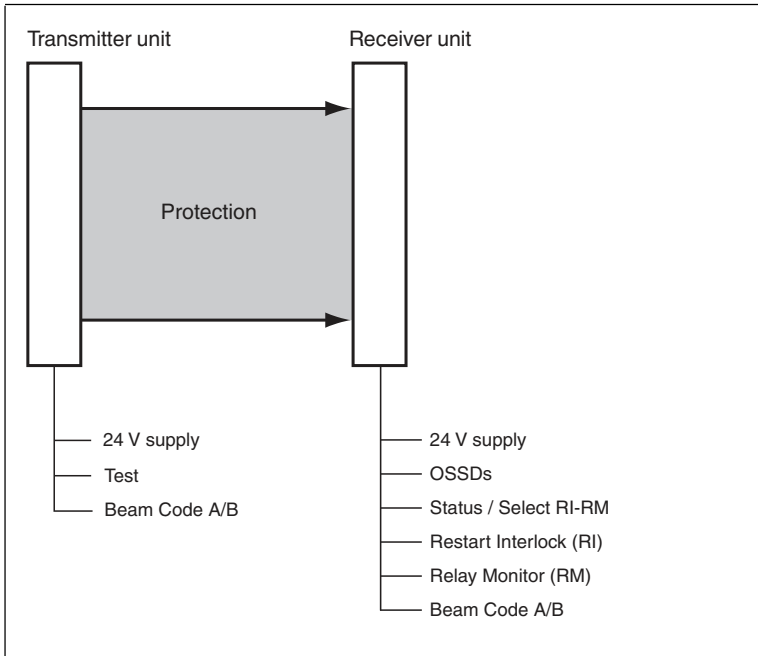 Transmitter unit
Receiver unit
Protection
24 V supply
Test
Beam Code A/B
24 V supply
OSSDs
Status / Select RI-RM
Restart Interlock (RI)
Relay Monitor (RM)
Beam Code A/B